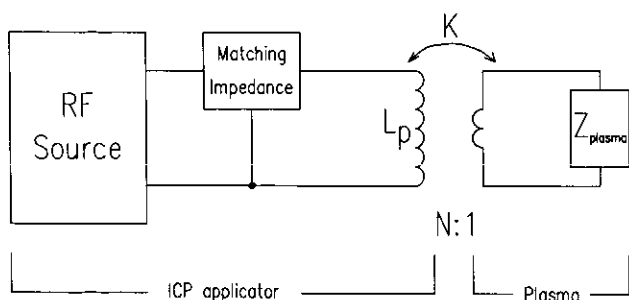 K
Matching
Impedance
RF
Source
Lp
Zplasma
N:1
ICP applicator
Plasma